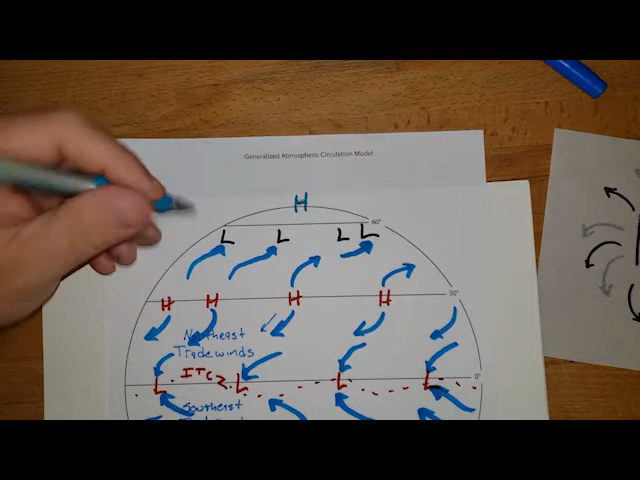 Generalized Atmospheric Circulation Model
H
60°
L L L L
H H H H
30°
Northeast
Tradewinds
ITCZ
0°
L L L L
Southeast